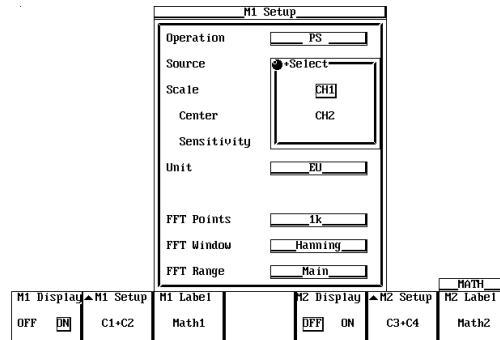 M1 Setup
Operation PS
Source +Select
Scale CH1
Center CH2
Sensitivity
Unit EU
FFT Points 1k
FFT Window Hanning
FFT Range Main
MATH
M1 Display M1 Setup M1 Label M2 Display M2 Setup M2 Label
OFF ON C1+C2 Math1 OFF ON C3+C4 Math2